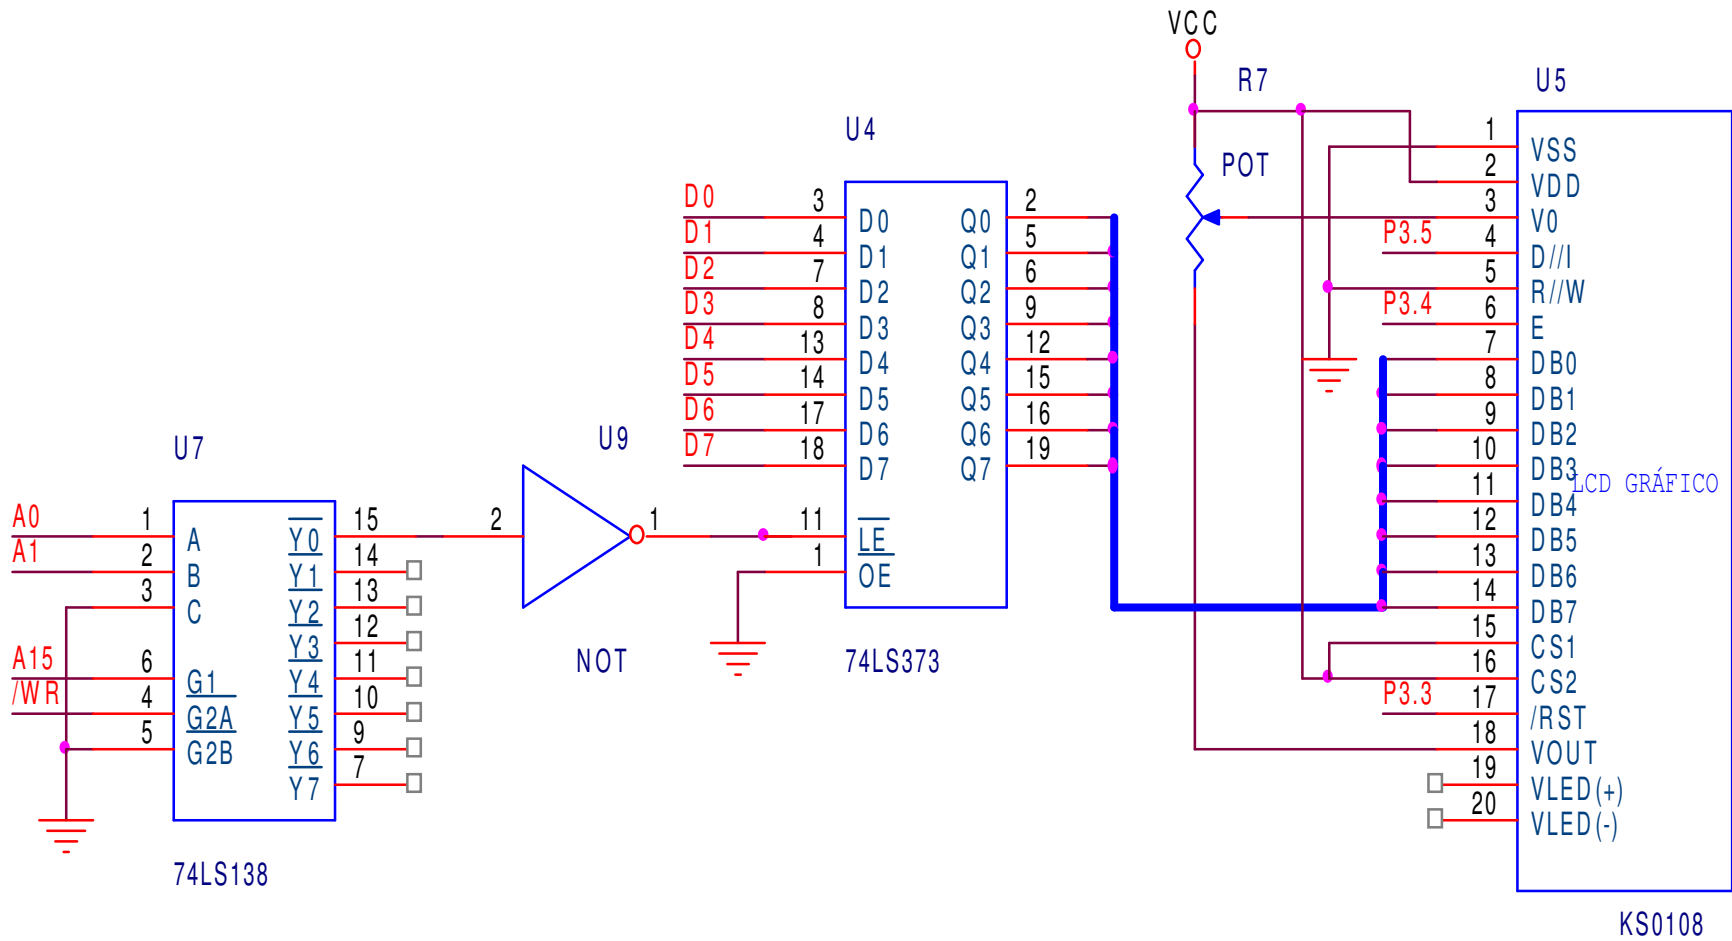 VCC
R7
POT
U4
D0 3 D0 Q0 2
D1 4 D1 Q1 5
D2 7 D2 Q2 6
D3 8 D3 Q3 9
D4 13 D4 Q4 12
D5 14 D5 Q5 15
D6 17 D6 Q6 16
D7 18 D7 Q7 19
11 LE
1 OE
74LS373
U9
2 1
NOT
U7
A0 1 A Y0 15
A1 2 B Y1 14
3 C Y2 13
Y3 12
A15 6 G1 Y4 11
/WR 4 G2A Y5 10
5 G2B Y6 9
Y7 7
74LS138
U5
1 VSS
2 VDD
3 V0
P3.5 4 D//I
5 R//W
P3.4 6 E
7 DB0
8 DB1
9 DB2
10 DB3
LCD GRÁFICO
11 DB4
12 DB5
13 DB6
14 DB7
15 CS1
16 CS2
P3.3 17 /RST
18 VOUT
19 VLED(+)
20 VLED(-)
KS0108